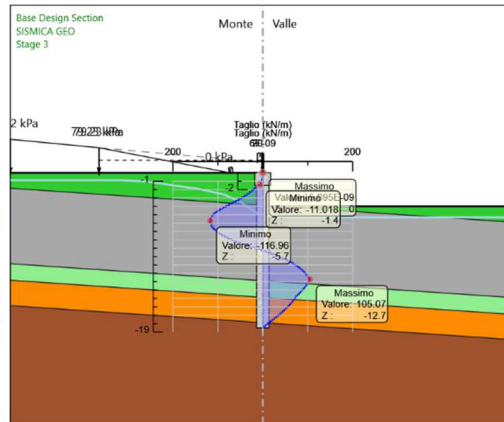 Base Design Section
SISMICA GEO
Stage 3
Monte
Valle
2 kPa
Taglio (kN/m)
Taglio (kN/m)
200
0 kPa
200
-1
-2
Massimo
Minimo
Valore: -11.018
Z : -1.4
Minimo
Valore: -116.96
Z : -5.7
Massimo
Valore: 105.07
Z : -12.7
-19